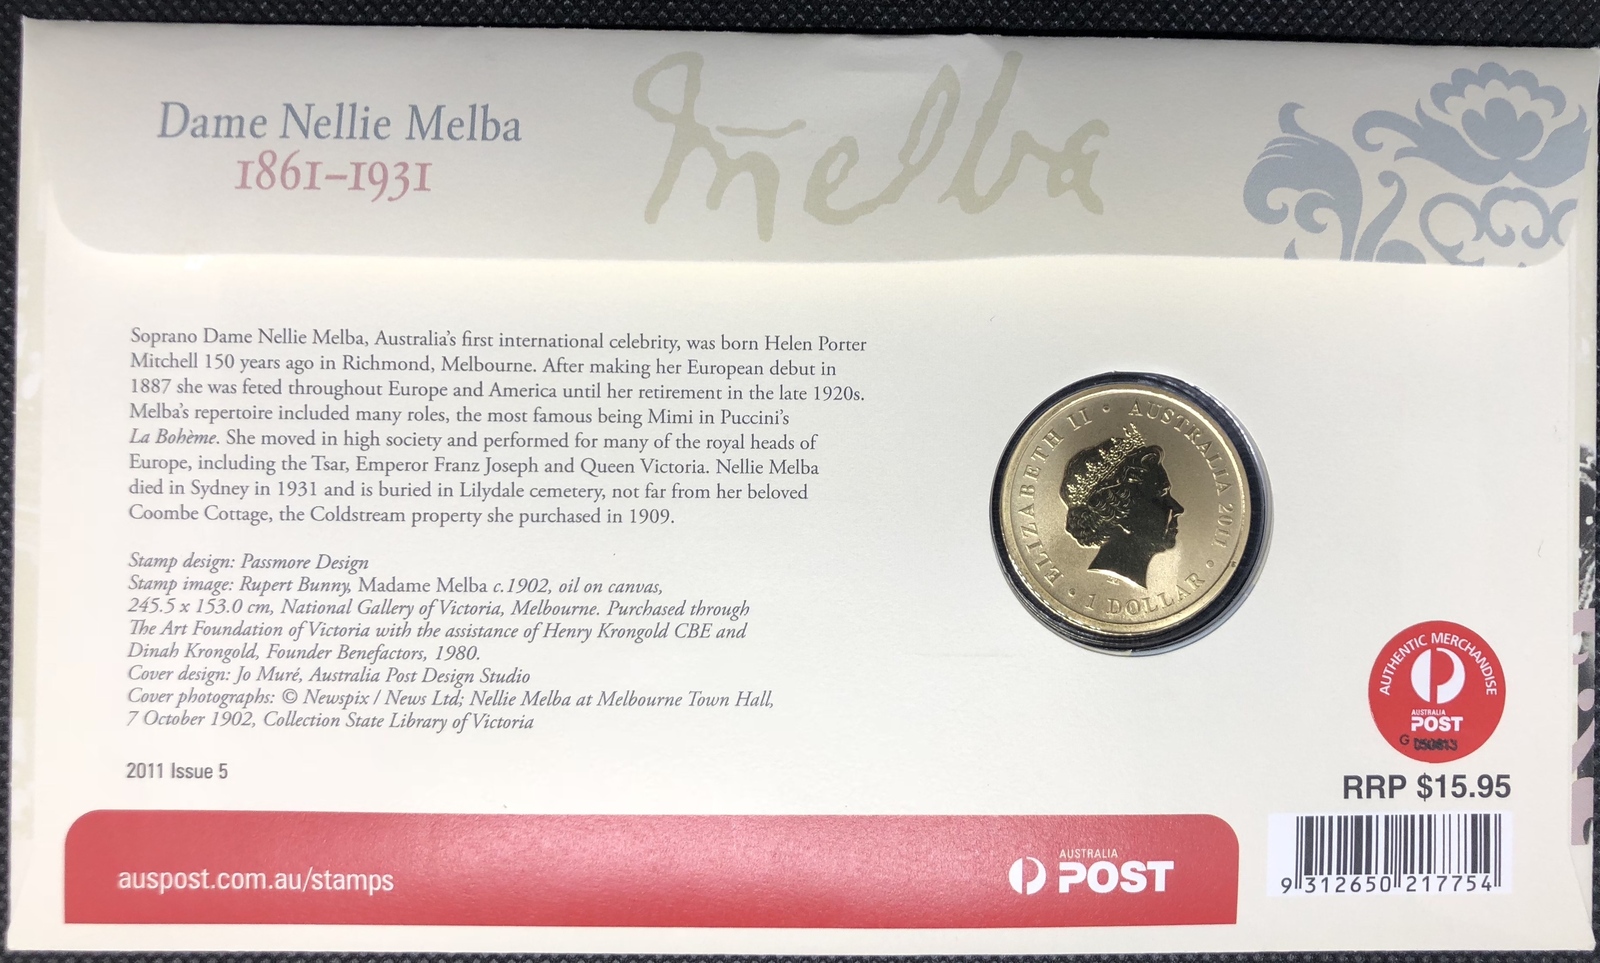 Dame Nellie Melba
1861–1931
Melba
Soprano Dame Nellie Melba, Australia's first international celebrity, was born Helen Porter
Mitchell 150 years ago in Richmond, Melbourne. After making her European debut in
1887 she was feted throughout Europe and America until her retirement in the late 1920s.
Melba's repertoire included many roles, the most famous being Mimi in Puccini's
La Bohème. She moved in high society and performed for many of the royal heads of
Europe, including the Tsar, Emperor Franz Joseph and Queen Victoria. Nellie Melba
died in Sydney in 1931 and is buried in Lilydale cemetery, not far from her beloved
Coombe Cottage, the Coldstream property she purchased in 1909.
Stamp design: Passmore Design
Stamp image: Rupert Bunny, Madame Melba c.1902, oil on canvas,
245.5 x 153.0 cm, National Gallery of Victoria, Melbourne. Purchased through
The Art Foundation of Victoria with the assistance of Henry Krongold CBE and
Dinah Krongold, Founder Benefactors, 1980.
Cover design: Jo Muré, Australia Post Design Studio
Cover photographs: © Newspix / News Ltd; Nellie Melba at Melbourne Town Hall,
7 October 1902, Collection State Library of Victoria
2011 Issue 5
ELIZABETH II • AUSTRALIA 2011 •
• 1 DOLLAR
AUTHENTIC MERCHANDISE
AUSTRALIA
POST
G
RRP $15.95
9 312650 217754
auspost.com.au/stamps
AUSTRALIA
POST